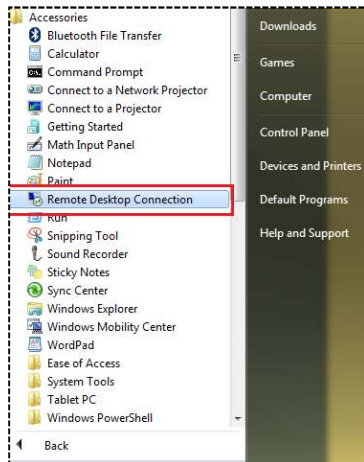 Accessories
Bluetooth File Transfer
Calculator
Command Prompt
Connect to a Network Projector
Connect to a Projector
Getting Started
Math Input Panel
Notepad
Paint
Remote Desktop Connection
Run
Snipping Tool
Sound Recorder
Sticky Notes
Sync Center
Windows Explorer
Windows Mobility Center
WordPad
Ease of Access
System Tools
Tablet PC
Windows PowerShell
Back
Downloads
Games
Computer
Control Panel
Devices and Printers
Default Programs
Help and Support